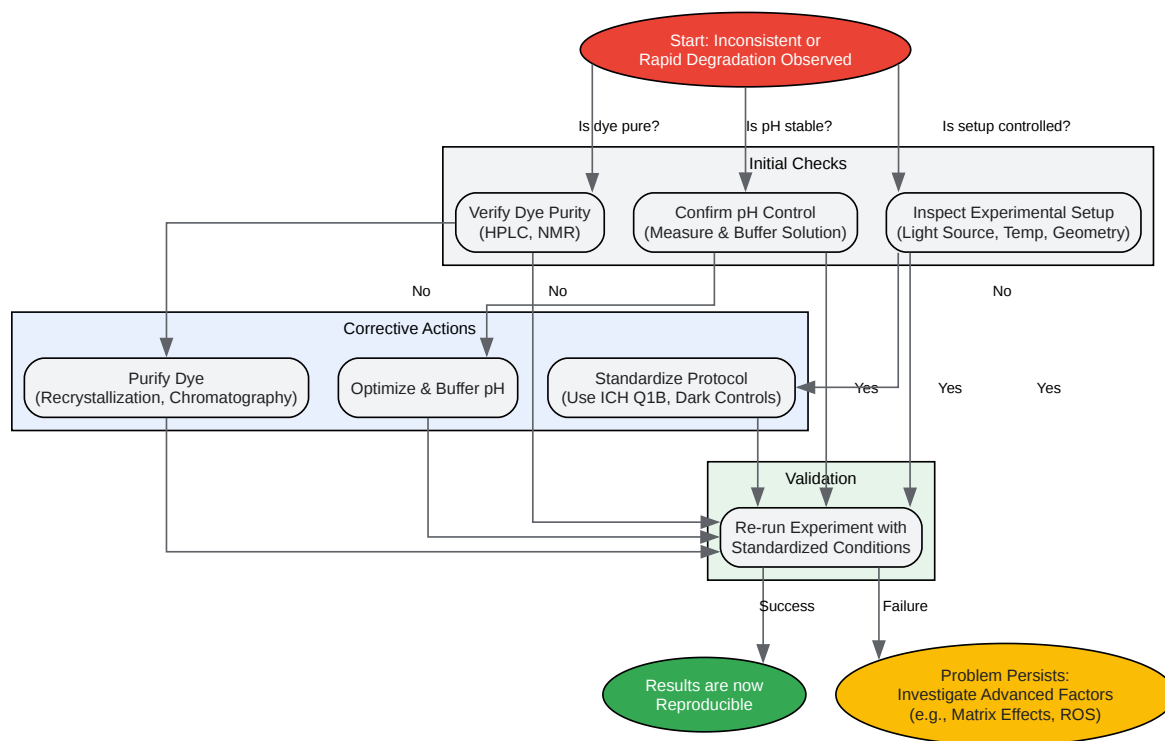 Start: Inconsistent or
Rapid Degradation Observed
Is dye pure?
Is pH stable?
Is setup controlled?
Initial Checks
Verify Dye Purity
(HPLC, NMR)
Confirm pH Control
(Measure & Buffer Solution)
Inspect Experimental Setup
(Light Source, Temp, Geometry)
No
No
No
Corrective Actions
Purify Dye
(Recrystallization, Chromatography)
Optimize & Buffer pH
Standardize Protocol
(Use ICH Q1B, Dark Controls)
Yes
Yes
Yes
Validation
Re-run Experiment with
Standardized Conditions
Success
Failure
Results are now
Reproducible
Problem Persists:
Investigate Advanced Factors
(e.g., Matrix Effects, ROS)